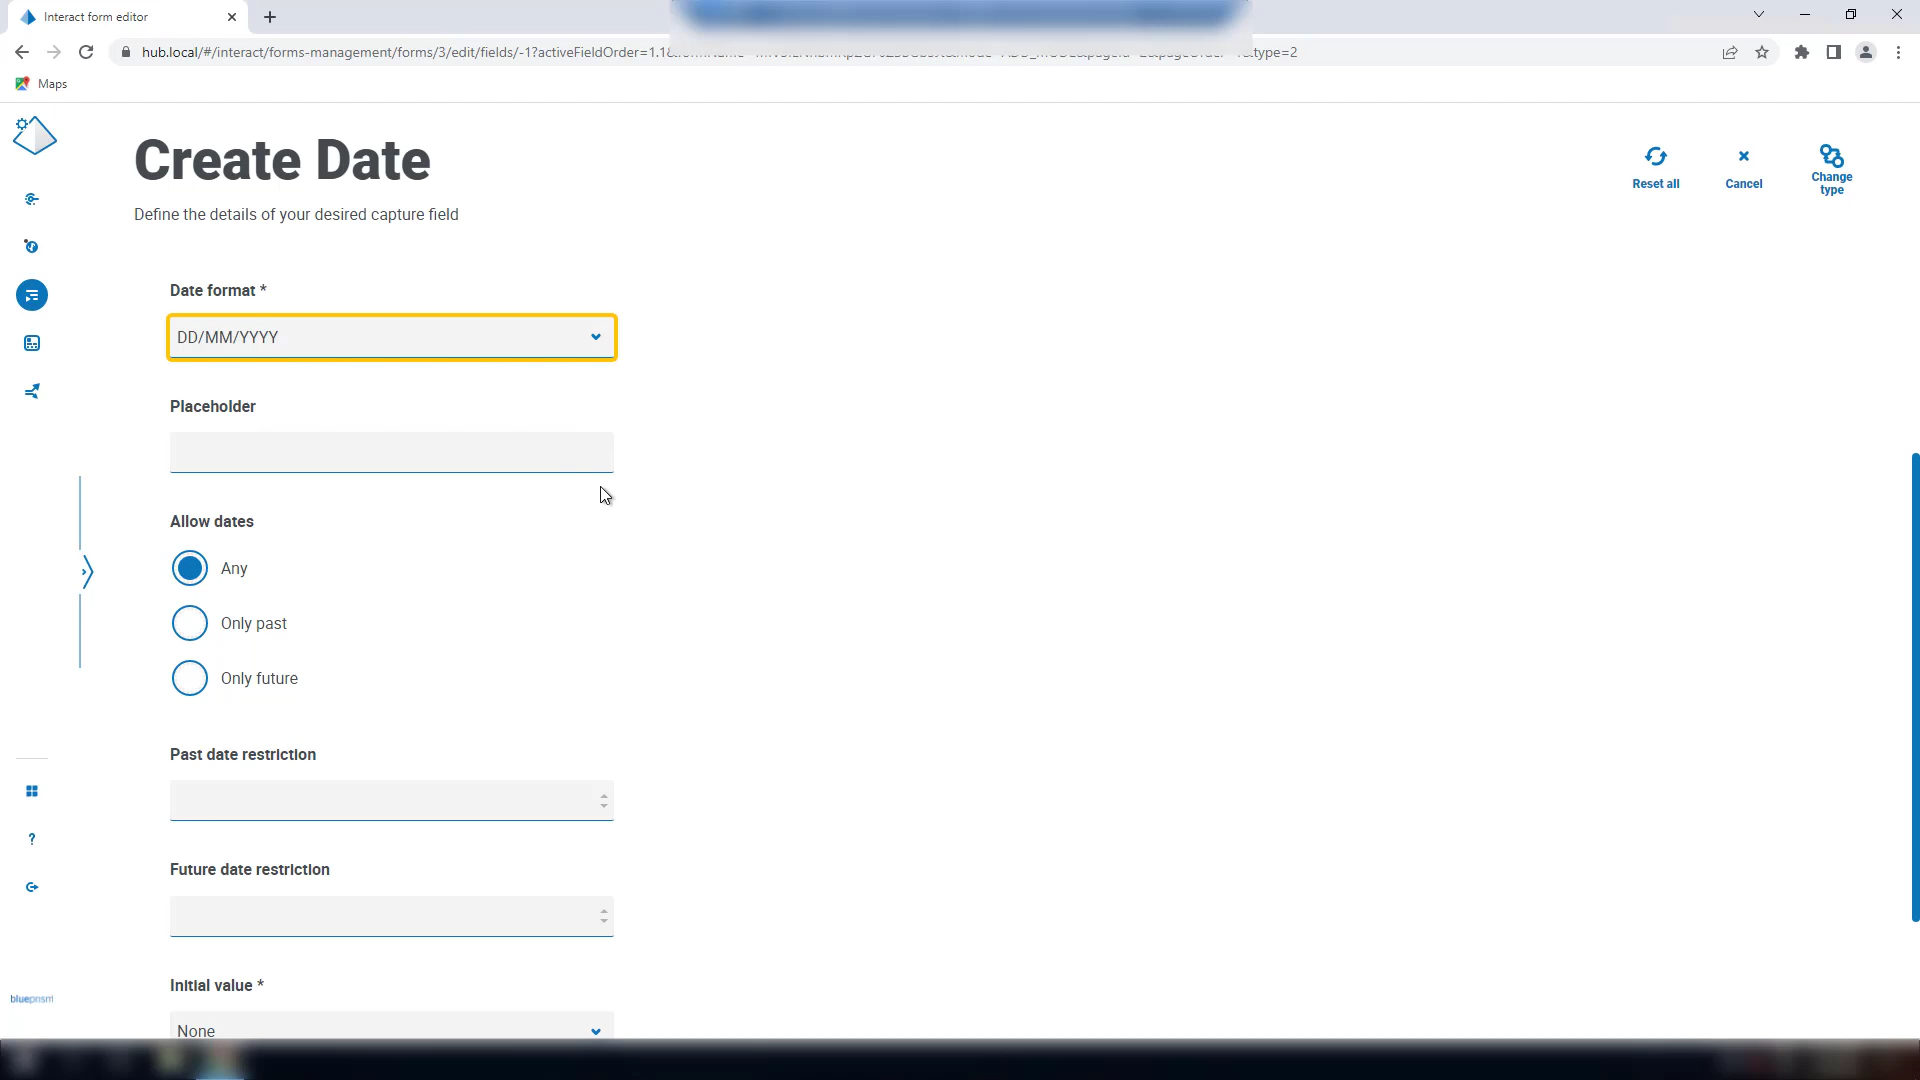 Interact form editor
hub.local/#/interact/forms-management/forms/3/edit/fields/-1?activeFieldOrder=1.1
type=2
Maps
Create Date
Define the details of your desired capture field
Reset all
Cancel
Change
type
Date format *
DD/MM/YYYY
Placeholder
Allow dates
Any
Only past
Only future
Past date restriction
Future date restriction
Initial value *
None
blueprism